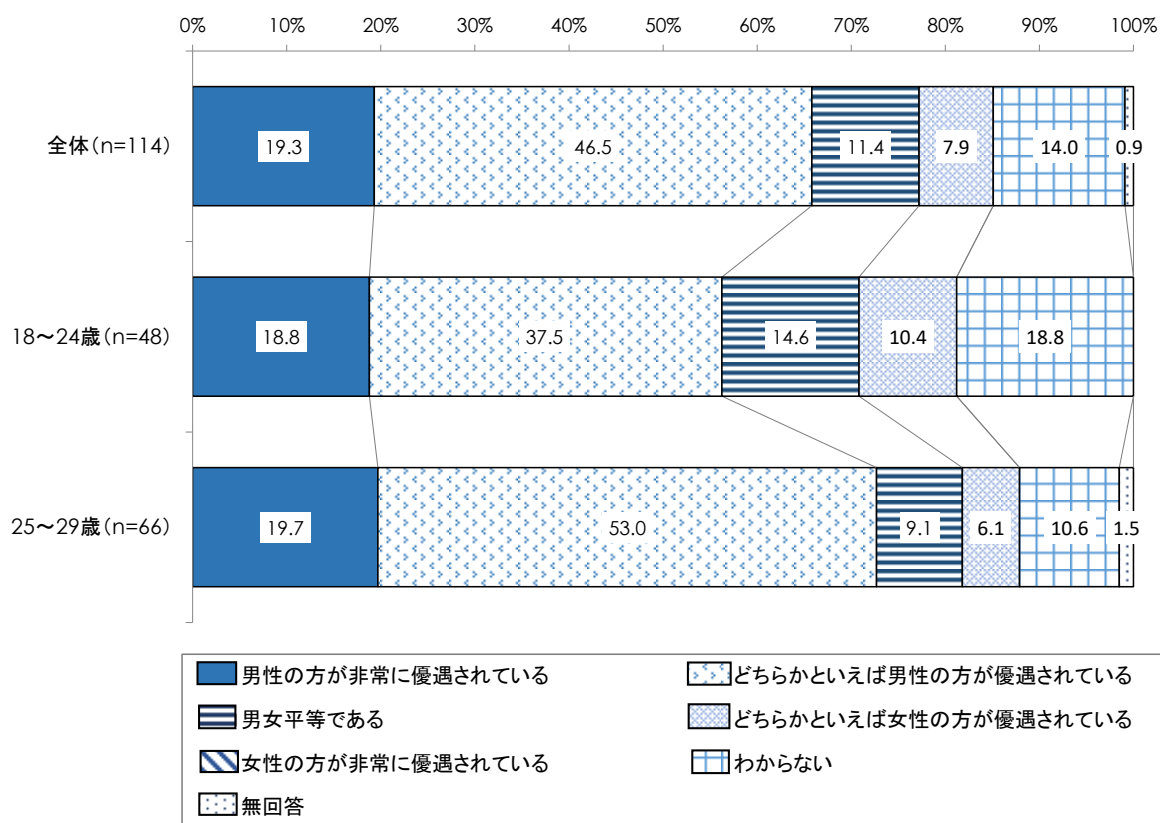 0% 10% 20% 30% 40% 50% 60% 70% 80% 90% 100%
全体(n=114) 19.3 46.5 11.4 7.9 14.0 0.9
18～24歳(n=48) 18.8 37.5 14.6 10.4 18.8
25～29歳(n=66) 19.7 53.0 9.1 6.1 10.6 1.5
男性の方が非常に優遇されている どちらかといえば男性の方が優遇されている
男女平等である どちらかといえば女性の方が優遇されている
女性の方が非常に優遇されている わからない
無回答